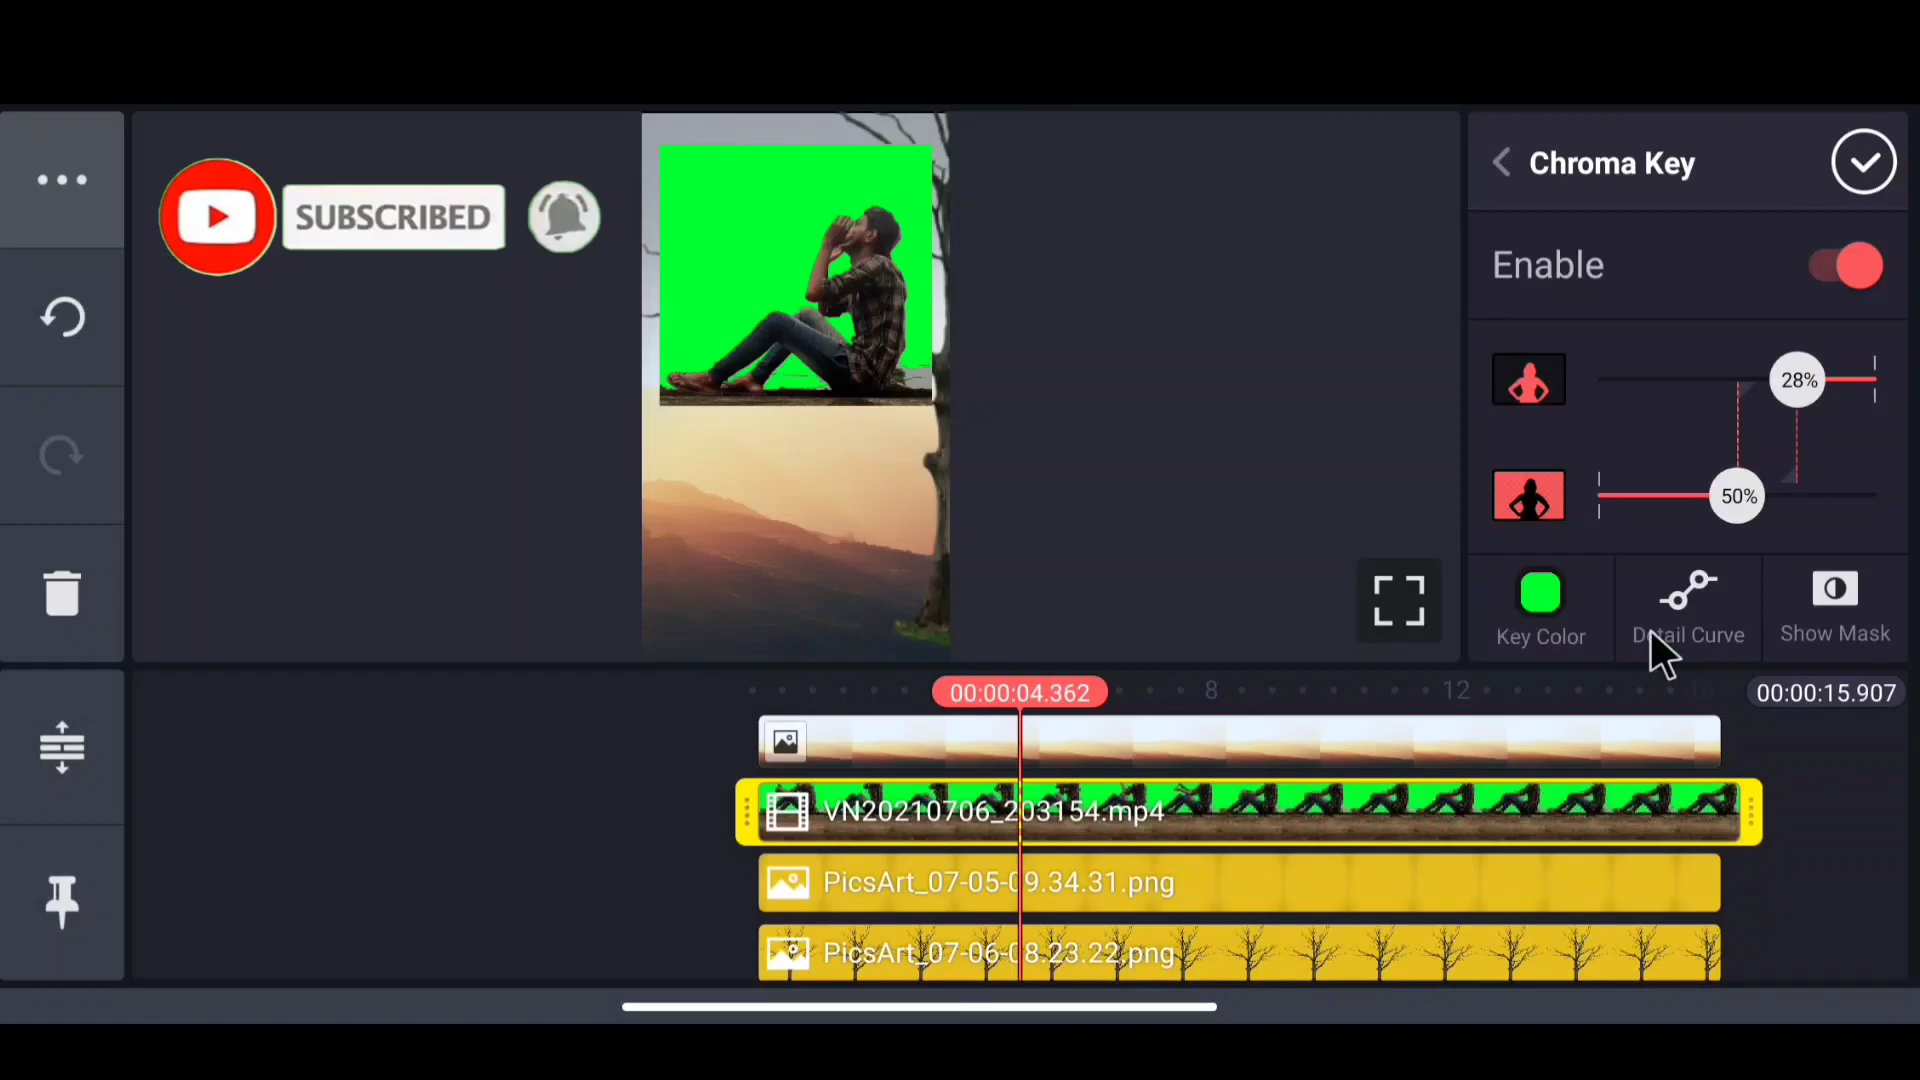 SUBSCRIBED
Chroma Key
Enable
28%
50%
Key Color
Detail Curve
Show Mask
00:00:04.362
8
12
16
00:00:15.907
VN20210706_203154.mp4
PicsArt_07-05-09.34.31.png
PicsArt_07-06-08.23.22.png